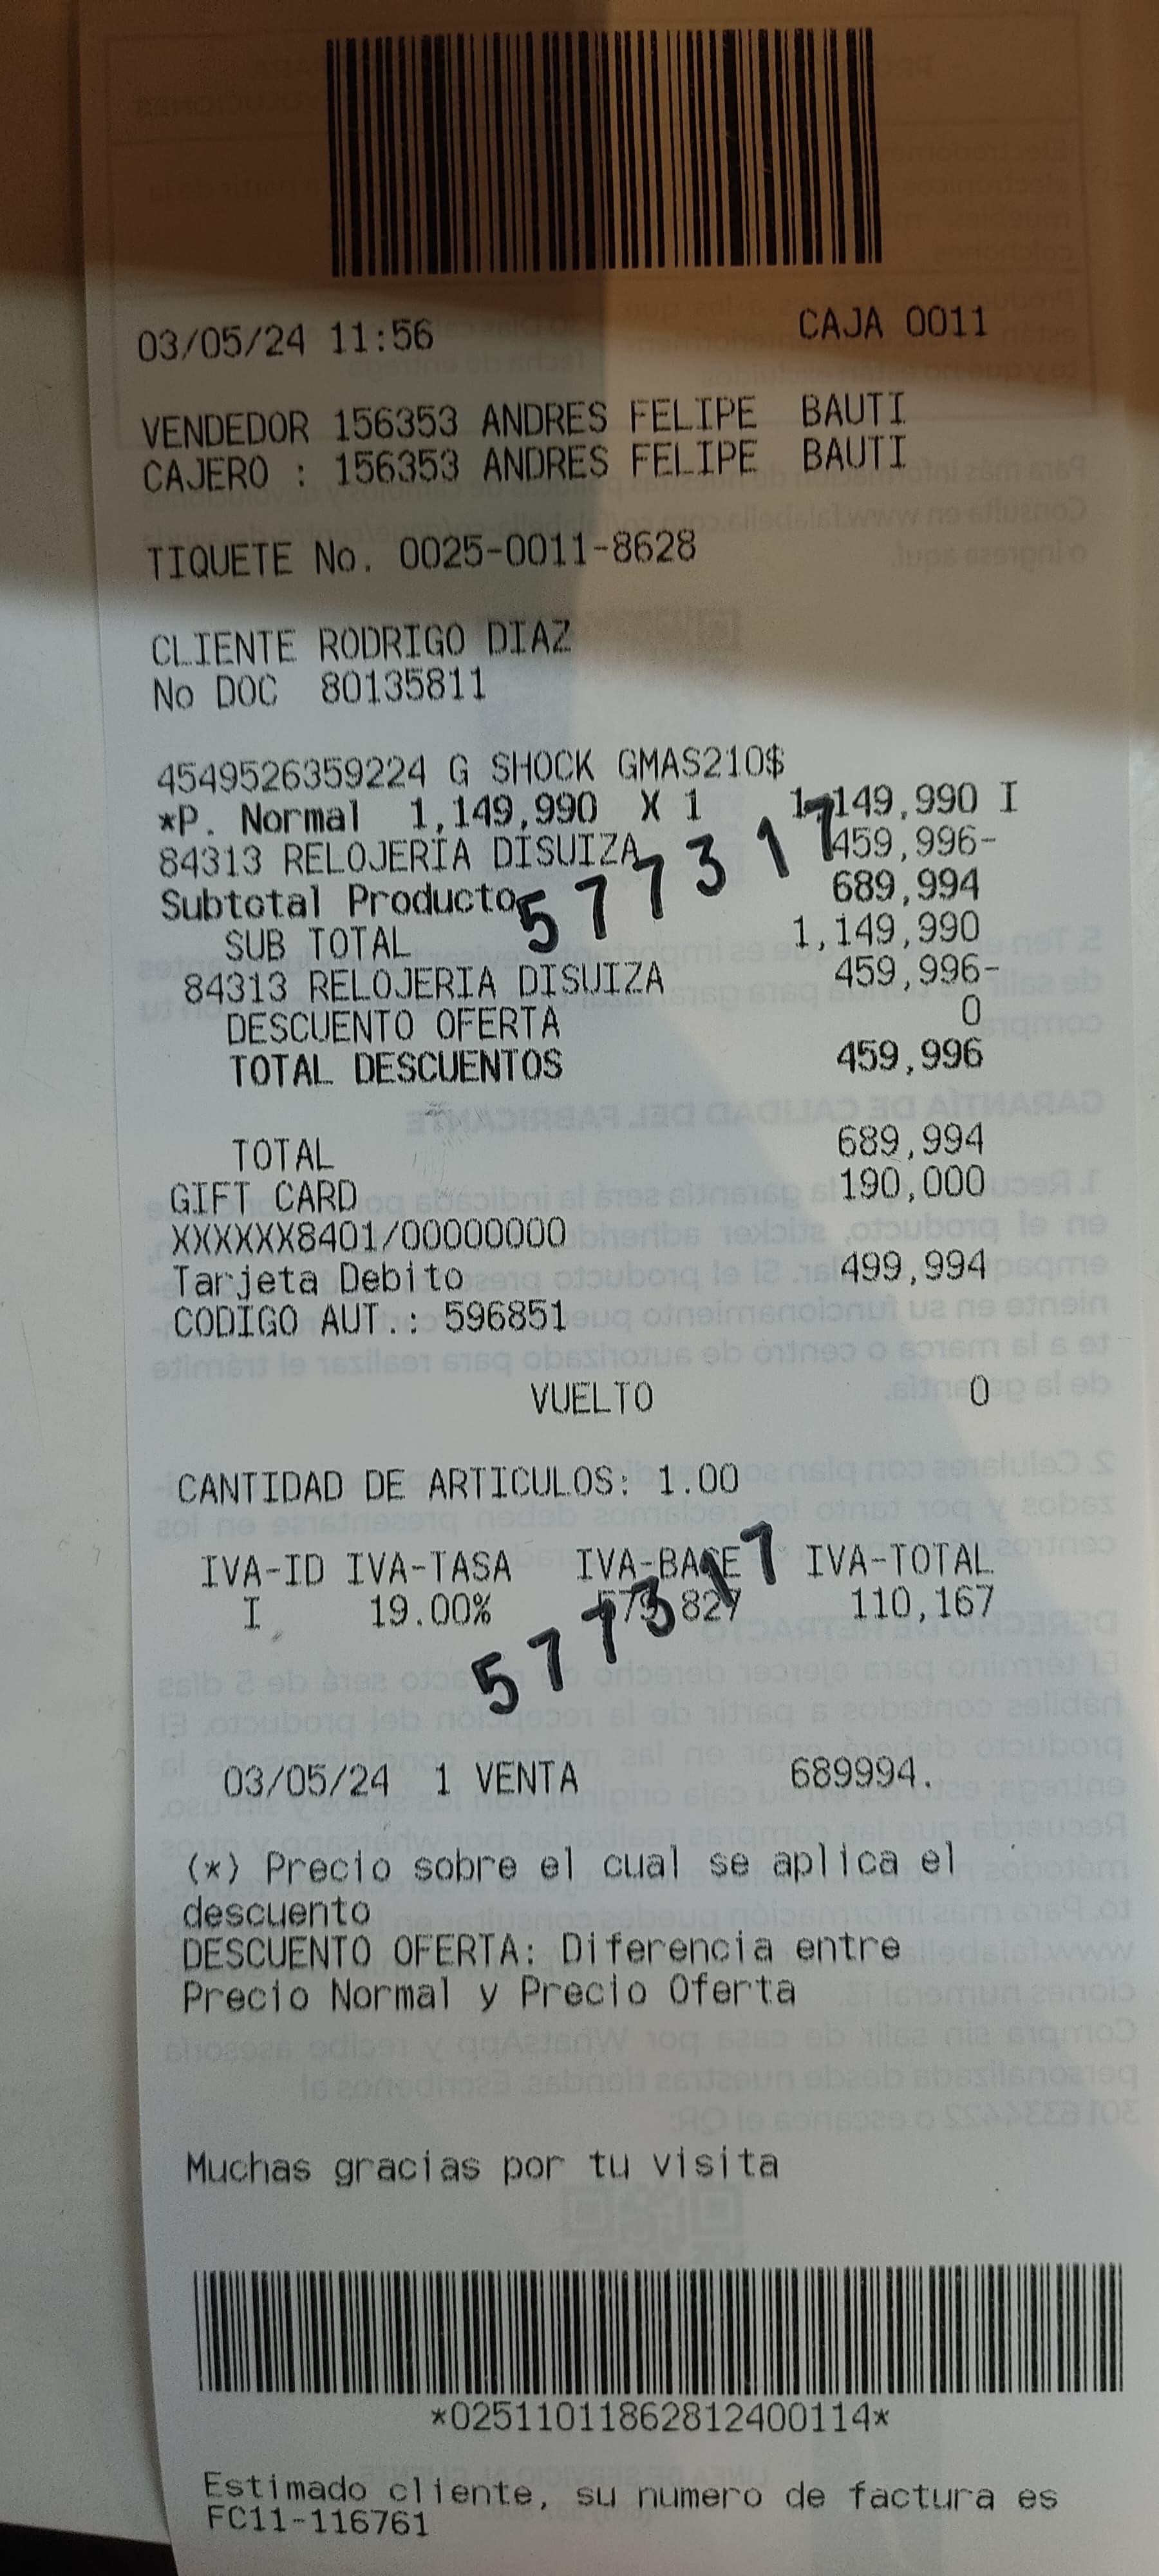 03/05/24 11:56 CAJA 0011
VENDEDOR 156353 ANDRES FELIPE BAUTI
CAJERO : 156353 ANDRES FELIPE BAUTI
TIQUETE No. 0025-0011-8628
CLIENTE RODRIGO DIAZ
No DOC 80135811
4549526359224 G SHOCK GMAS210$
*P. Normal 1,149,990 X 1 1,149,990 I
84313 RELOJERIA DISUIZA 459,996-
577317
Subtotal Producto 689,994
SUB TOTAL 1,149,990
84313 RELOJERIA DISUIZA 459,996-
DESCUENTO OFERTA 0
TOTAL DESCUENTOS 459,996
TOTAL 689,994
GIFT CARD 190,000
XXXXXX8401/00000000
Tarjeta Debito 499,994
CODIGO AUT.: 596851
VUELTO 0
CANTIDAD DE ARTICULOS: 1.00
IVA-ID IVA-TASA IVA-BASE IVA-TOTAL
I 19.00% 110,167
577317
03/05/24 1 VENTA 689994.
(*) Precio sobre el cual se aplica el
descuento
DESCUENTO OFERTA: Diferencia entre
Precio Normal y Precio Oferta
Muchas gracias por tu visita
*02511011862812400114*
Estimado cliente, su numero de factura es
FC11-116761